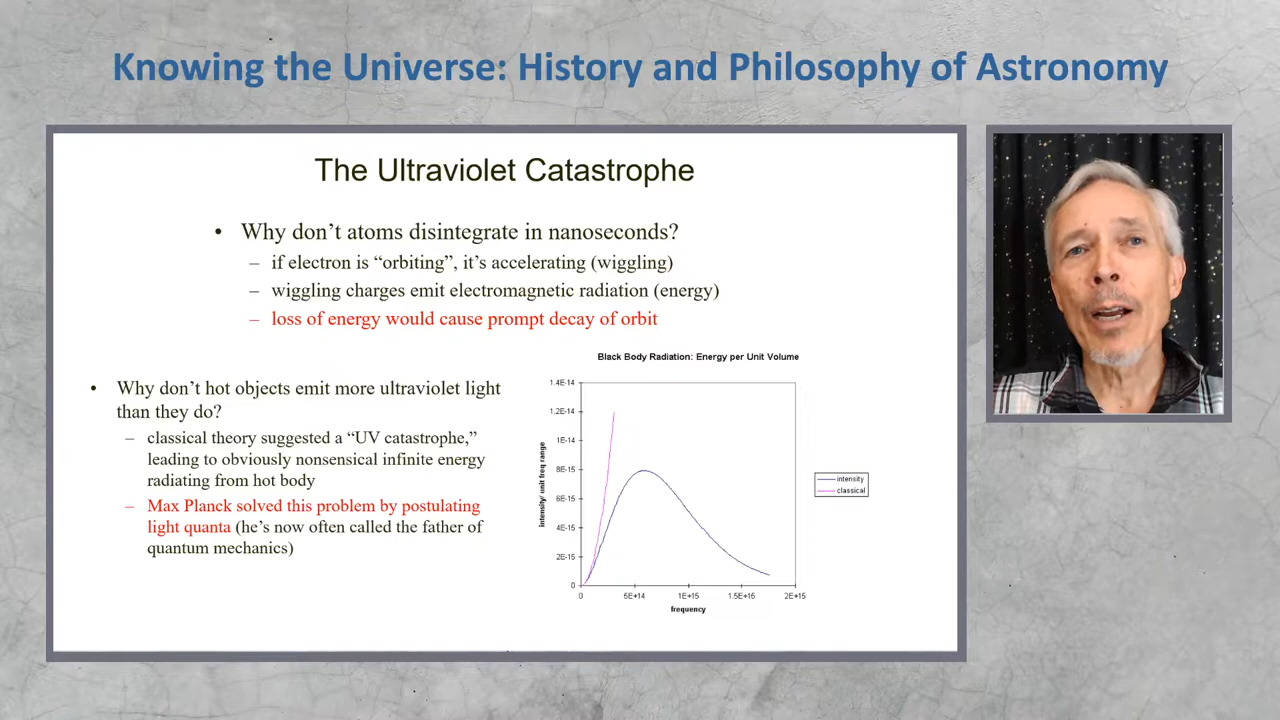 Knowing the Universe: History and Philosophy of Astronomy
The Ultraviolet Catastrophe
• Why don’t atoms disintegrate in nanoseconds?
– if electron is “orbiting”, it’s accelerating (wiggling)
– wiggling charges emit electromagnetic radiation (energy)
– loss of energy would cause prompt decay of orbit
• Why don’t hot objects emit more ultraviolet light
than they do?
– classical theory suggested a “UV catastrophe,”
leading to obviously nonsensical infinite energy
radiating from hot body
– Max Planck solved this problem by postulating
light quanta (he’s now often called the father of
quantum mechanics)
Black Body Radiation: Energy per Unit Volume
intensity/ unit freq range
1.4E-14
1.2E-14
1E-14
8E-15
6E-15
4E-15
2E-15
0
0 5E+14 1E+15 1.5E+15 2E+15
frequency
intensity
classical